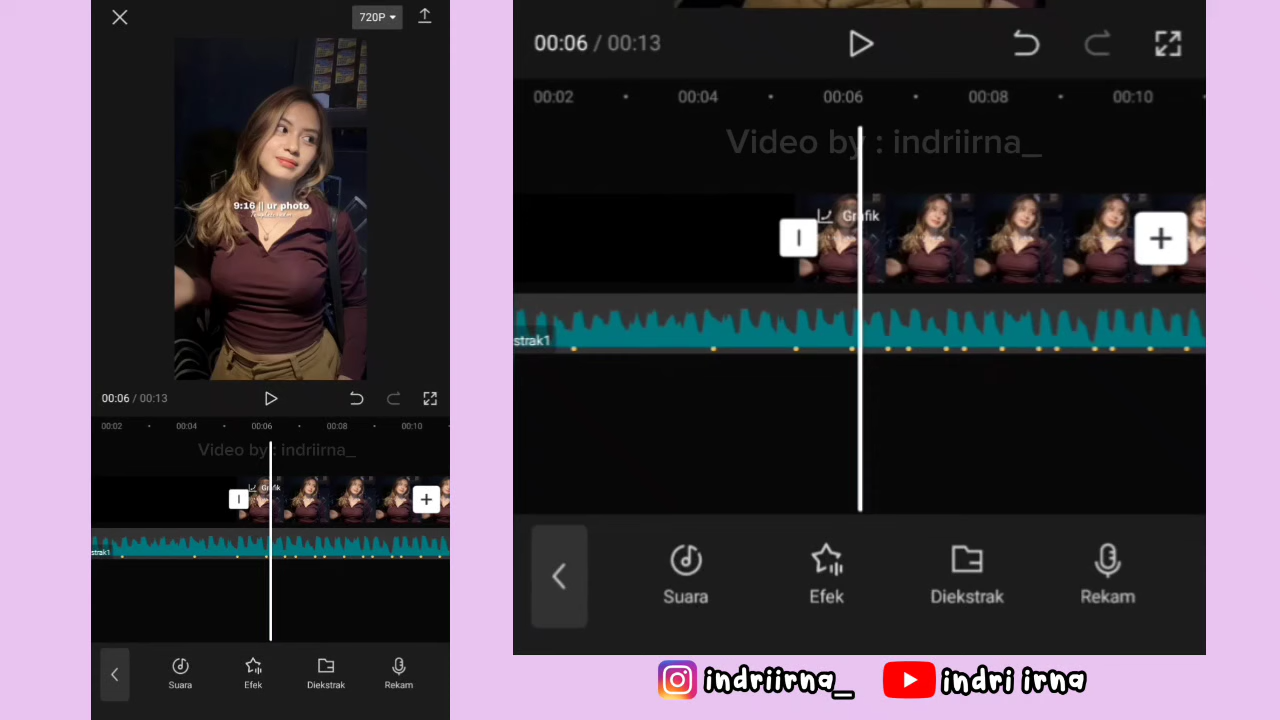 720P
9:16 || ur photo
00:06 / 00:13
00:02
00:04
00:06
00:08
00:10
Video by : indriirna_
Grafik
strak1
Suara
Efek
Diekstrak
Rekam
00:06 / 00:13
00:02
00:04
00:06
00:08
00:10
Video by : indriirna_
Grafik
strak1
Suara
Efek
Diekstrak
Rekam
indriirna_
indri irna